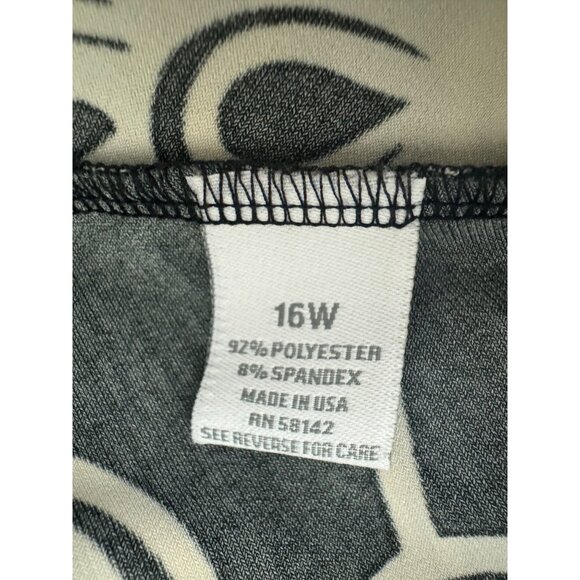 16W
92% POLYESTER
8% SPANDEX
MADE IN USA
RN 58142
SEE REVERSE FOR CARE